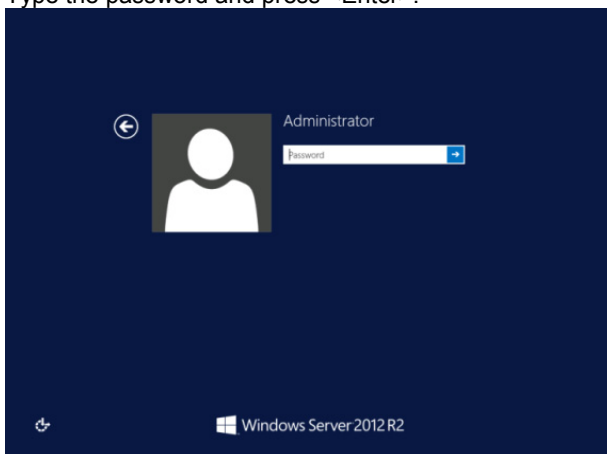 Type the password and press <Enter>.
Administrator
Password
Windows Server 2012 R2